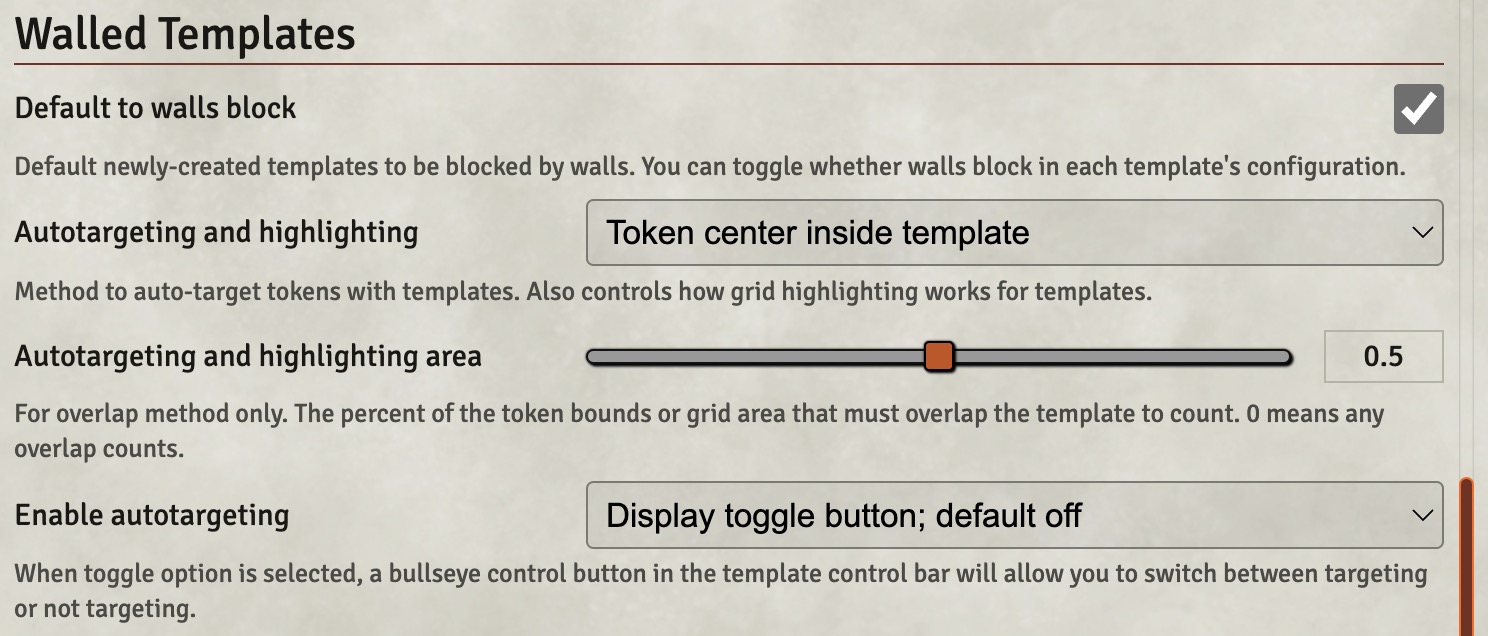 Walled Templates
Default to walls block
Default newly-created templates to be blocked by walls. You can toggle whether walls block in each template's configuration.
Autotargeting and highlighting
Token center inside template
Method to auto-target tokens with templates. Also controls how grid highlighting works for templates.
Autotargeting and highlighting area
0.5
For overlap method only. The percent of the token bounds or grid area that must overlap the template to count. 0 means any
overlap counts.
Enable autotargeting
Display toggle button; default off
When toggle option is selected, a bullseye control button in the template control bar will allow you to switch between targeting
or not targeting.